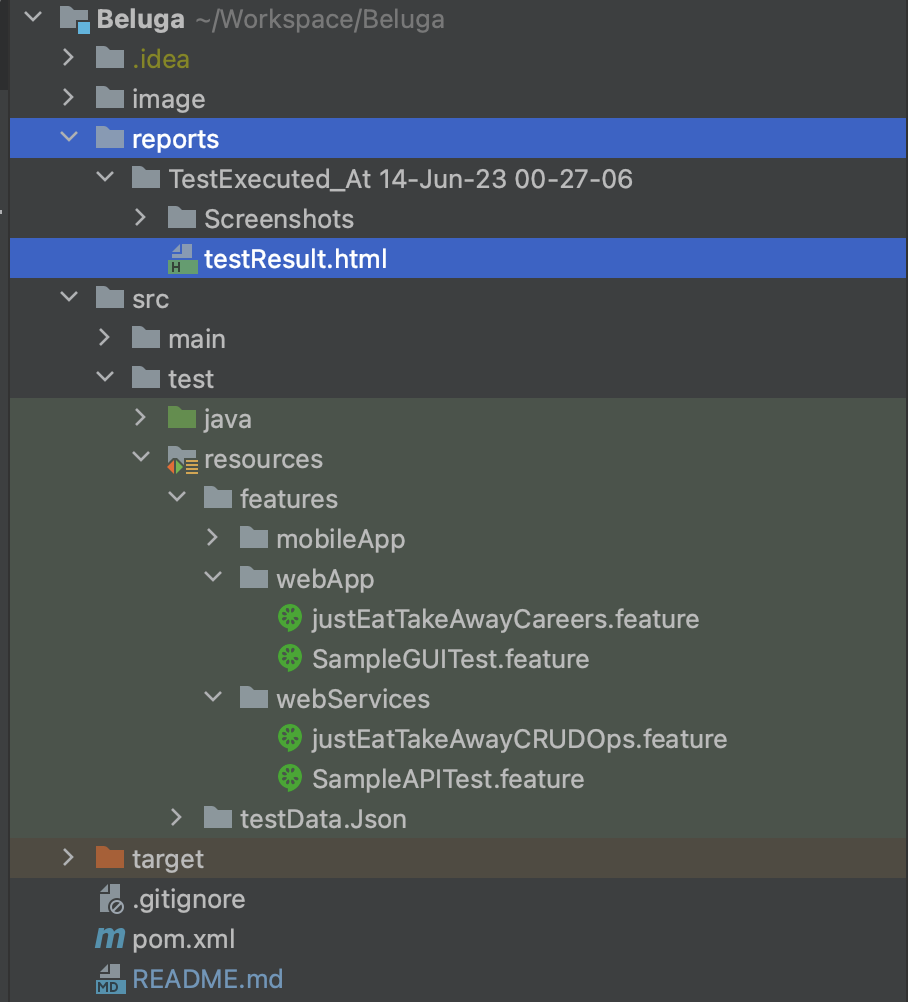 Beluga ~/Workspace/Beluga
.idea
image
reports
TestExecuted_At 14-Jun-23 00-27-06
Screenshots
H testResult.html
src
main
test
java
resources
features
mobileApp
webApp
justEatTakeAwayCareers.feature
SampleGUITest.feature
webServices
justEatTakeAwayCRUDOps.feature
SampleAPITest.feature
testData.Json
target
.gitignore
m pom.xml
MD README.md